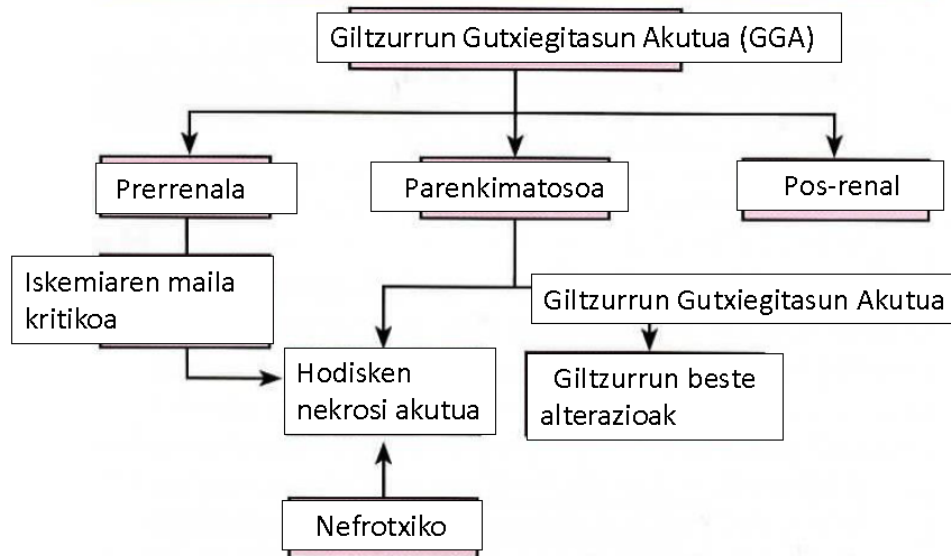 Giltzurrun Gutxiegitasun Akutua (GGA)
Prerrenala
Parenkimatosoa
Pos-renal
Iskemiaren maila
kritikoa
Giltzurrun Gutxiegitasun Akutua
Hodisken
nekrosi akutua
Giltzurrun beste
alterazioak
Nefrotxiko